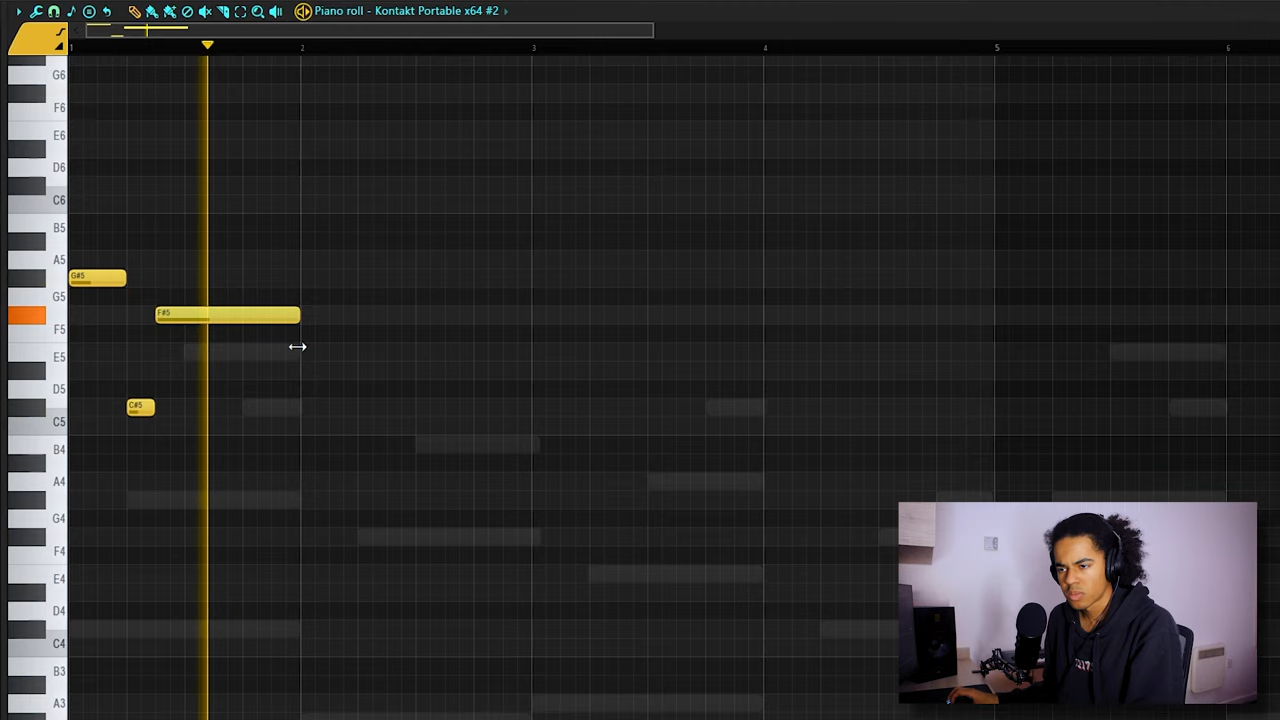 Piano roll - Kontakt Portable x64 #2
1 2 3 4 5 6
G6
F6
E6
D6
C6
B5
A5
G#5
G5
F#5
F5
E5
D5
C#5
C5
B4
A4
G4
F4
E4
D4
C4
B3
A3